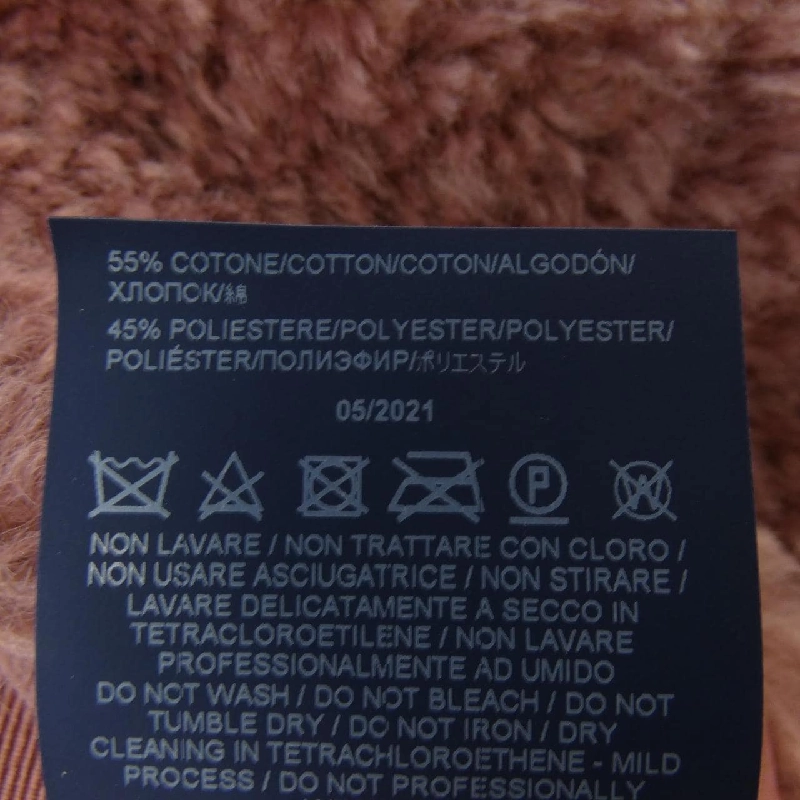 55% COTONE/COTTON/COTON/ALGODÓN/
ХЛОПОК/綿
45% POLIESTERE/POLYESTER/POLYESTER/
POLIÉSTER/ПОЛИЭФИР/ポリエステル
05/2021
P W
NON LAVARE / NON TRATTARE CON CLORO /
NON USARE ASCIUGATRICE / NON STIRARE /
LAVARE DELICATAMENTE A SECCO IN
TETRACLOROETILENE / NON LAVARE
PROFESSIONALMENTE AD UMIDO
DO NOT WASH / DO NOT BLEACH / DO NOT
TUMBLE DRY / DO NOT IRON / DRY
CLEANING IN TETRACHLOROETHENE - MILD
PROCESS / DO NOT PROFESSIONALLY